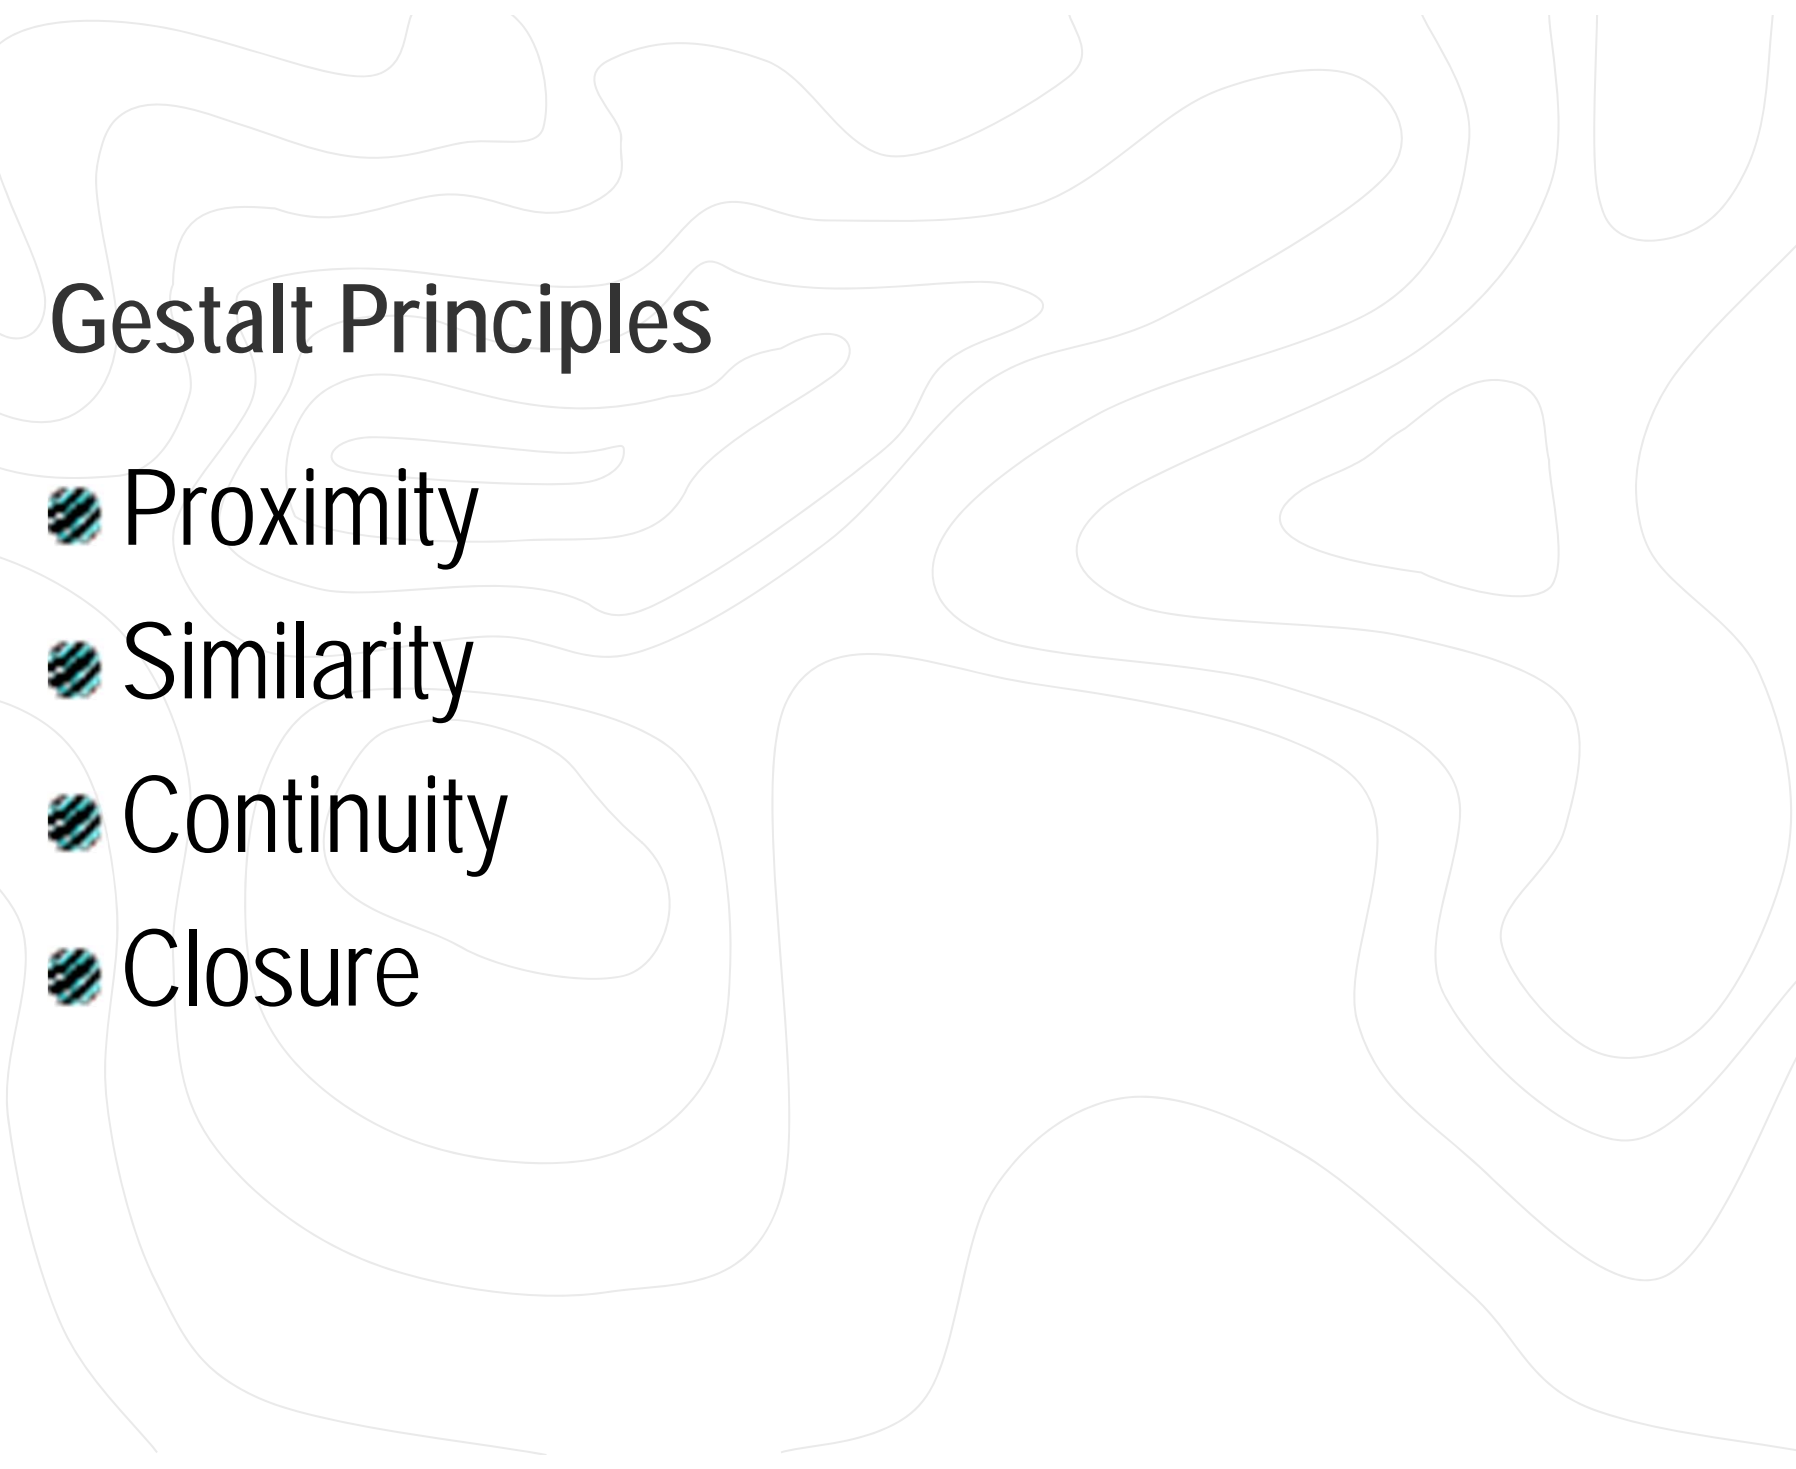 Gestalt Principles
Proximity
Similarity
Continuity
Closure